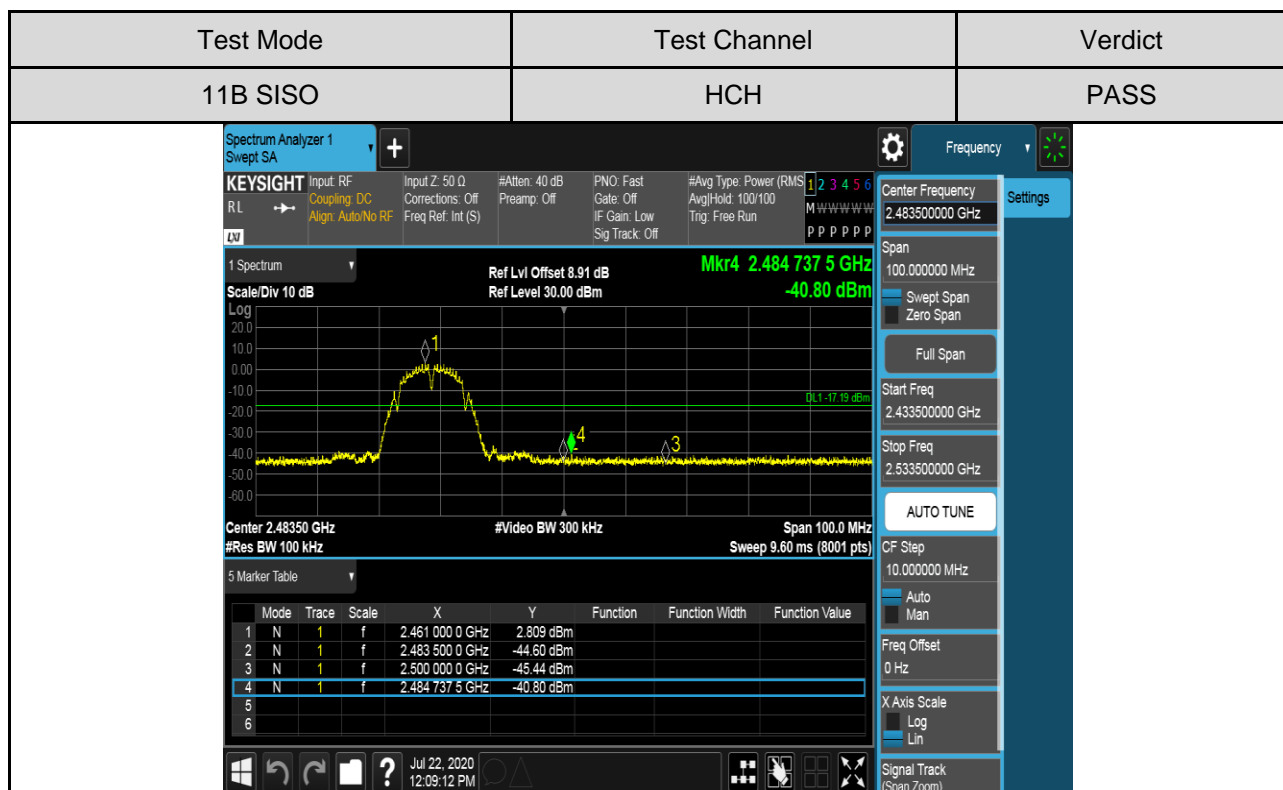 Test Mode Test Channel Verdict
11B SISO HCH PASS
Spectrum Analyzer 1
Swept SA
+
Frequency
KEYSIGHT
RL
LXI
Input: RF
Coupling: DC
Align: Auto/No RF
Input Z: 50 Ω
Corrections: Off
Freq Ref: Int (S)
#Atten: 40 dB
Preamp: Off
PNO: Fast
Gate: Off
IF Gain: Low
Sig Track: Off
#Avg Type: Power (RMS
Avg|Hold: 100/100
Trig: Free Run
1 2 3 4 5 6
M W W W W W
P P P P P P
1 Spectrum
Scale/Div 10 dB
Ref Lvl Offset 8.91 dB
Ref Level 30.00 dBm
Mkr4 2.484 737 5 GHz
-40.80 dBm
Log
20.0
10.0
0.00
-10.0
-20.0
-30.0
-40.0
-50.0
-60.0
1
4
3
DL1 -17.19 dBm
Center 2.48350 GHz
#Res BW 100 kHz
#Video BW 300 kHz
Span 100.0 MHz
Sweep 9.60 ms (8001 pts)
5 Marker Table
Mode Trace Scale X Y Function Function Width Function Value
1 N 1 f 2.461 000 0 GHz 2.809 dBm
2 N 1 f 2.483 500 0 GHz -44.60 dBm
3 N 1 f 2.500 000 0 GHz -45.44 dBm
4 N 1 f 2.484 737 5 GHz -40.80 dBm
5
6
?
Jul 22, 2020
12:09:12 PM
Center Frequency
2.483500000 GHz
Settings
Span
100.000000 MHz
Swept Span
Zero Span
Full Span
Start Freq
2.433500000 GHz
Stop Freq
2.533500000 GHz
AUTO TUNE
CF Step
10.000000 MHz
Auto
Man
Freq Offset
0 Hz
X Axis Scale
Log
Lin
Signal Track
(Span Zoom)